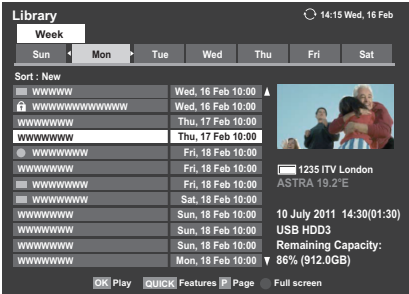 Library
14:15 Wed, 16 Feb
Week
Sun Mon Tue Wed Thu Fri Sat
Sort : New
wwwwww Wed, 16 Feb 10:00
wwwwwwwwwwwww Wed, 16 Feb 10:00
wwwwwwww Thu, 17 Feb 10:00
wwwwwwww Thu, 17 Feb 10:00
wwwwwwww Fri, 18 Feb 10:00
wwwwwwww Fri, 18 Feb 10:00
wwwwwwww Fri, 18 Feb 10:00
wwwwwwww Sat, 18 Feb 10:00
wwwwwwww Sun, 18 Feb 10:00
wwwwwwww Sun, 18 Feb 10:00
wwwwwwww Sun, 18 Feb 10:00
wwwwwwww Mon, 18 Feb 10:00
1235 ITV London
ASTRA 19.2°E
10 July 2011 14:30(01:30)
USB HDD3
Remaining Capacity:
86% (912.0GB)
OK Play QUICK Features P Page Full screen